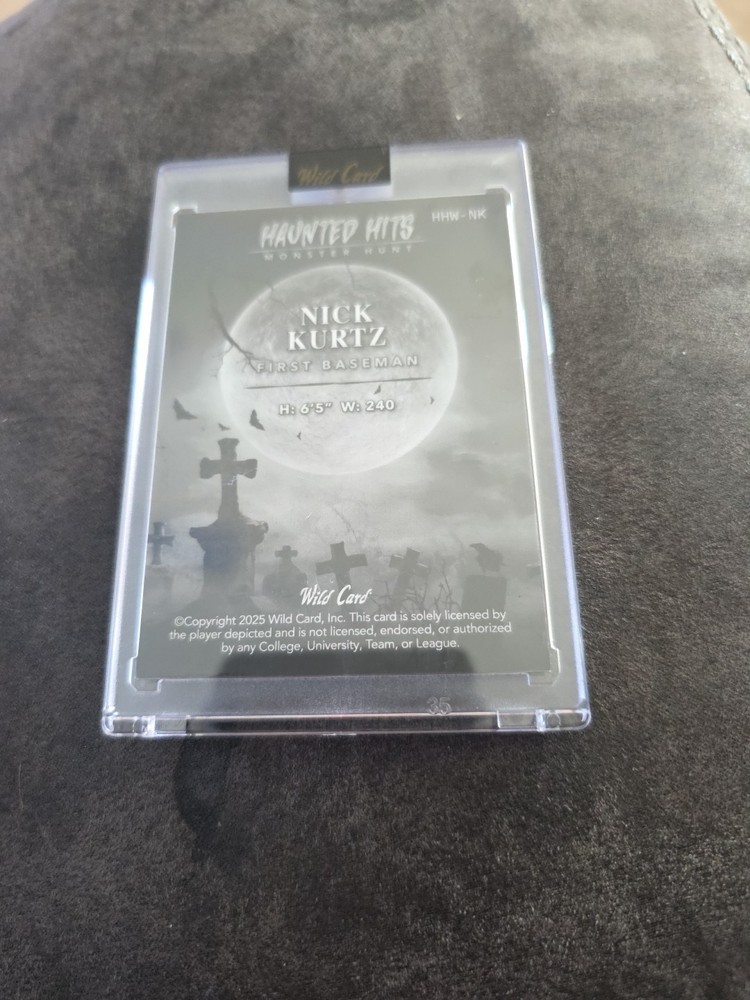 Wild Card
HAUNTED HITS
HHW-NK
MONSTER HUNT
NICK
KURTZ
FIRST BASEMAN
H: 6'5" W: 240
Wild Card
©Copyright 2025 Wild Card, Inc. This card is solely licensed by
the player depicted and is not licensed, endorsed, or authorized
by any College, University, Team, or League.
35